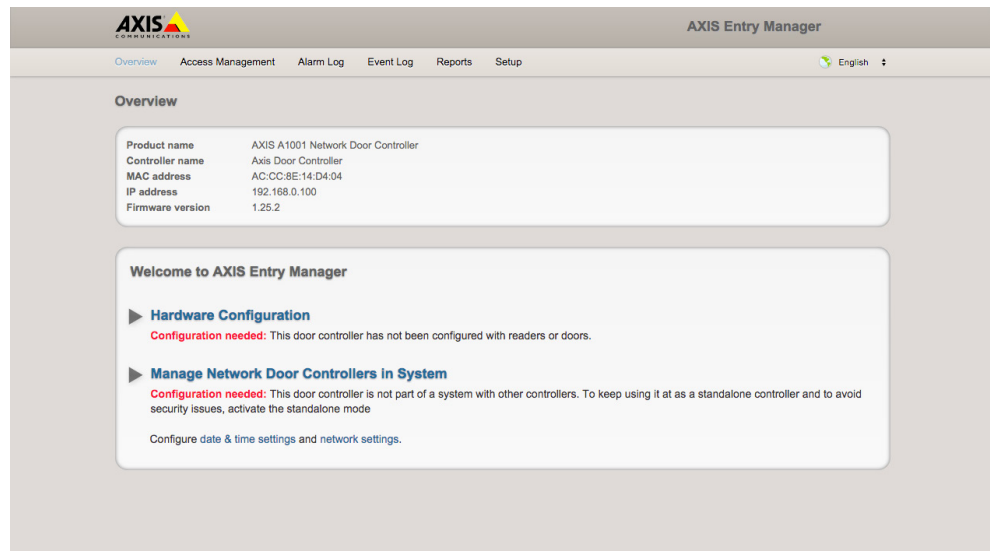 AXIS
COMMUNICATIONS
AXIS Entry Manager
Overview Access Management Alarm Log Event Log Reports Setup English
Overview
Product name AXIS A1001 Network Door Controller
Controller name Axis Door Controller
MAC address AC:CC:8E:14:D4:04
IP address 192.168.0.100
Firmware version 1.25.2
Welcome to AXIS Entry Manager
Hardware Configuration
Configuration needed: This door controller has not been configured with readers or doors.
Manage Network Door Controllers in System
Configuration needed: This door controller is not part of a system with other controllers. To keep using it at as a standalone controller and to avoid
security issues, activate the standalone mode
Configure date & time settings and network settings.